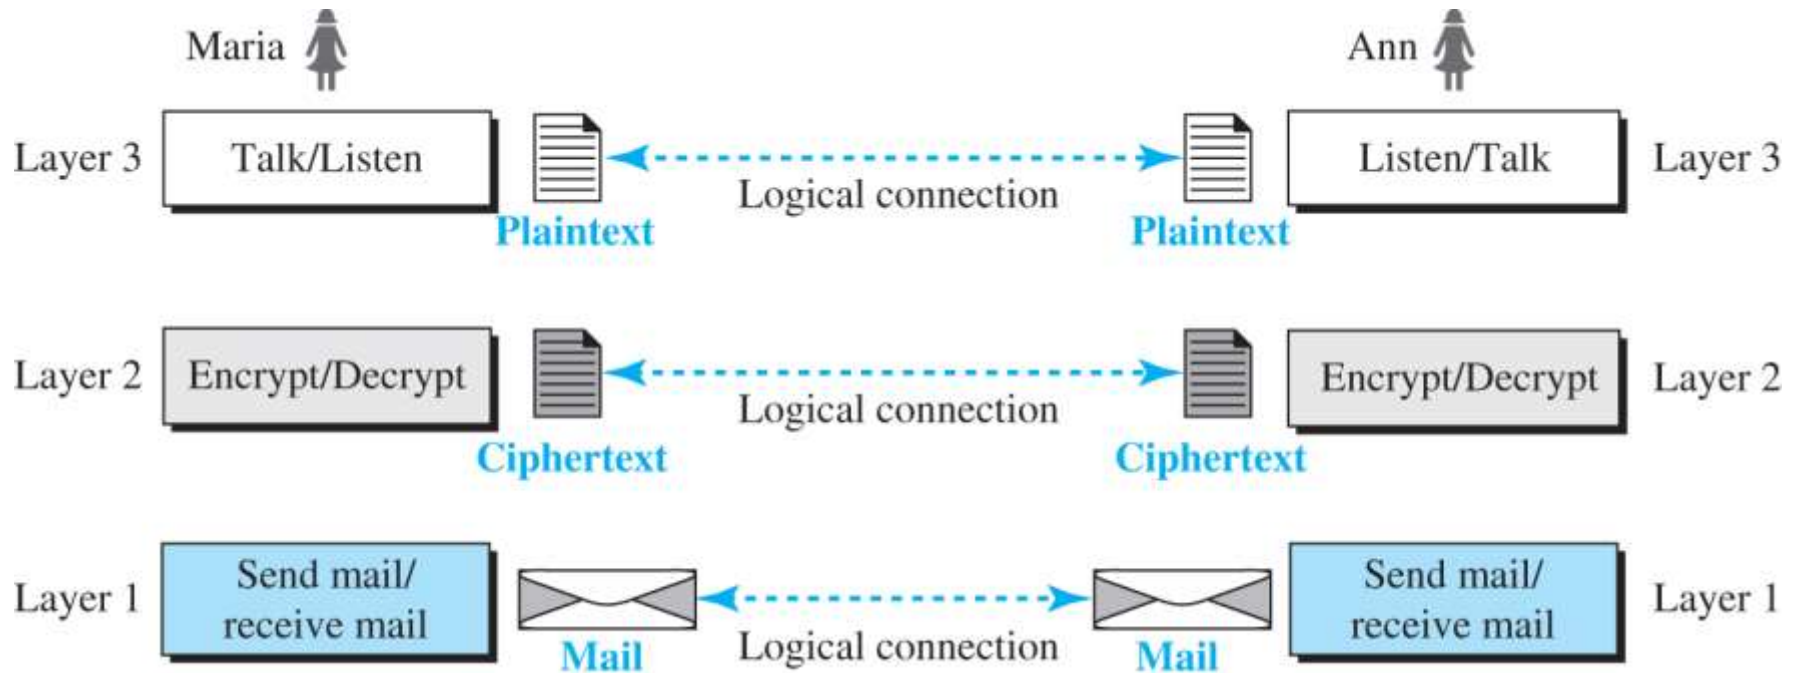 Maria
Ann
Layer 3
Talk/Listen
Logical connection
Listen/Talk
Layer 3
Plaintext
Plaintext
Layer 2
Encrypt/Decrypt
Logical connection
Encrypt/Decrypt
Layer 2
Ciphertext
Ciphertext
Layer 1
Send mail/
receive mail
Logical connection
Send mail/
receive mail
Layer 1
Mail
Mail